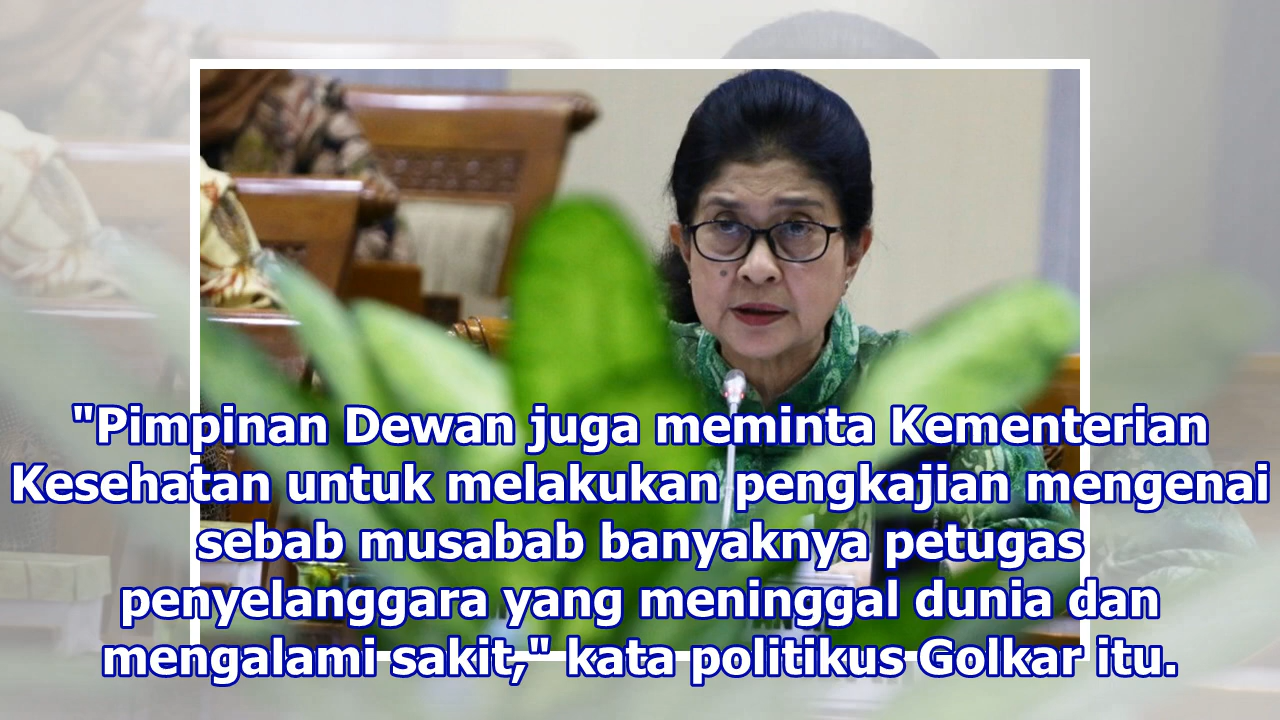 "Pimpinan Dewan juga meminta Kementerian
Kesehatan untuk melakukan pengkajian mengenai
sebab musabab banyaknya petugas
penyelanggara yang meninggal dunia dan
mengalami sakit," kata politikus Golkar itu.